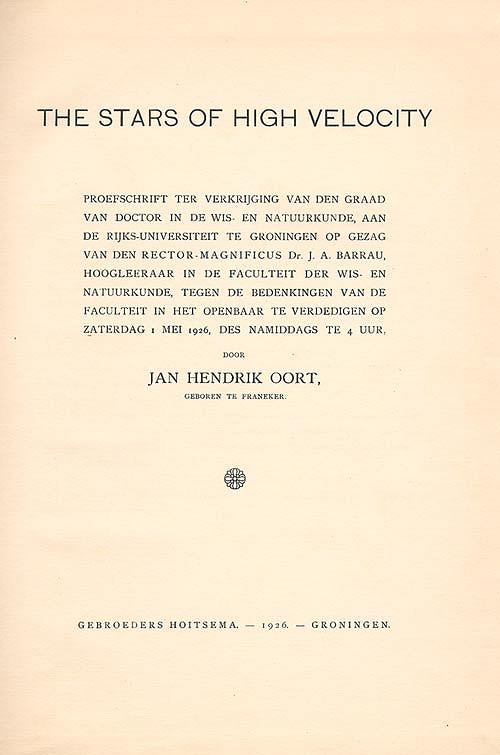 THE STARS OF HIGH VELOCITY
PROEFSCHRIFT TER VERKRIJGING VAN DEN GRAAD
VAN DOCTOR IN DE WIS- EN NATUURKUNDE, AAN
DE RIJKS-UNIVERSITEIT TE GRONINGEN OP GEZAG
VAN DEN RECTOR-MAGNIFICUS Dr. J. A. BARRAU,
HOOGLEERAAR IN DE FACULTEIT DER WIS- EN
NATUURKUNDE, TEGEN DE BEDENKINGEN VAN DE
FACULTEIT IN HET OPENBAAR TE VERDEDIGEN OP
ZATERDAG 1 MEI 1926, DES NAMIDDAGS TE 4 UUR,
DOOR
JAN HENDRIK OORT,
GEBOREN TE FRANEKER.
GEBROEDERS HOITSEMA. — 1926. — GRONINGEN.